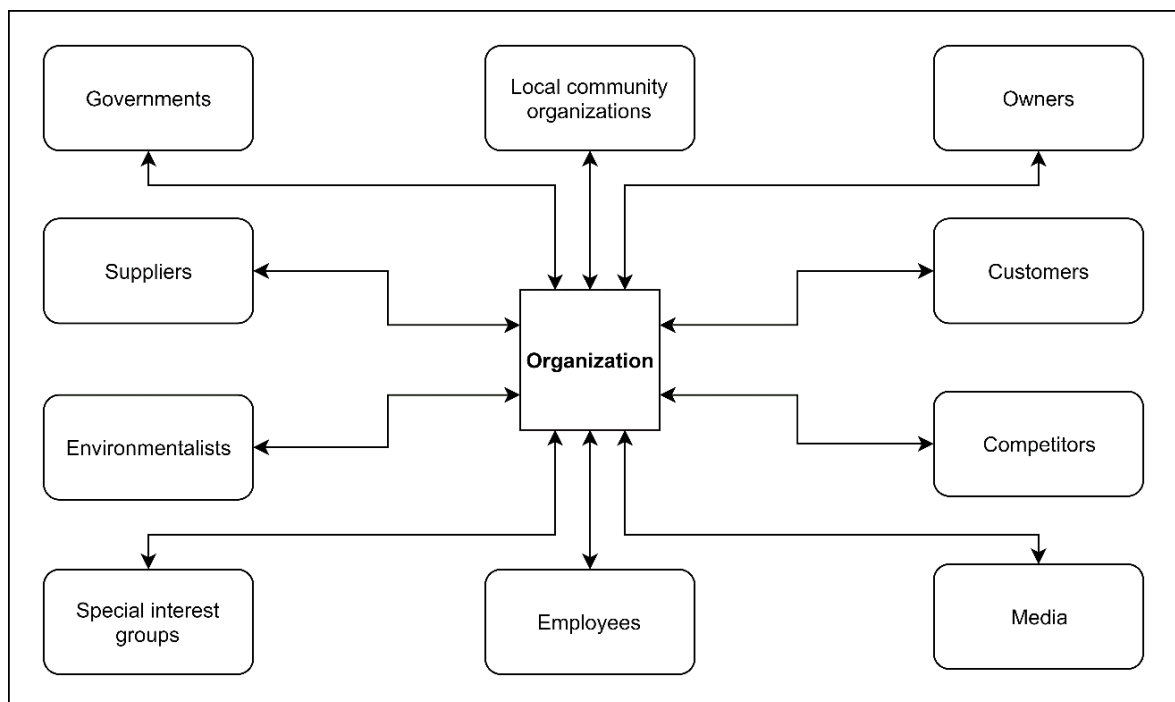 Governments
Local community
organizations
Owners
Suppliers
Customers
Organization
Environmentalists
Competitors
Special interest
groups
Employees
Media